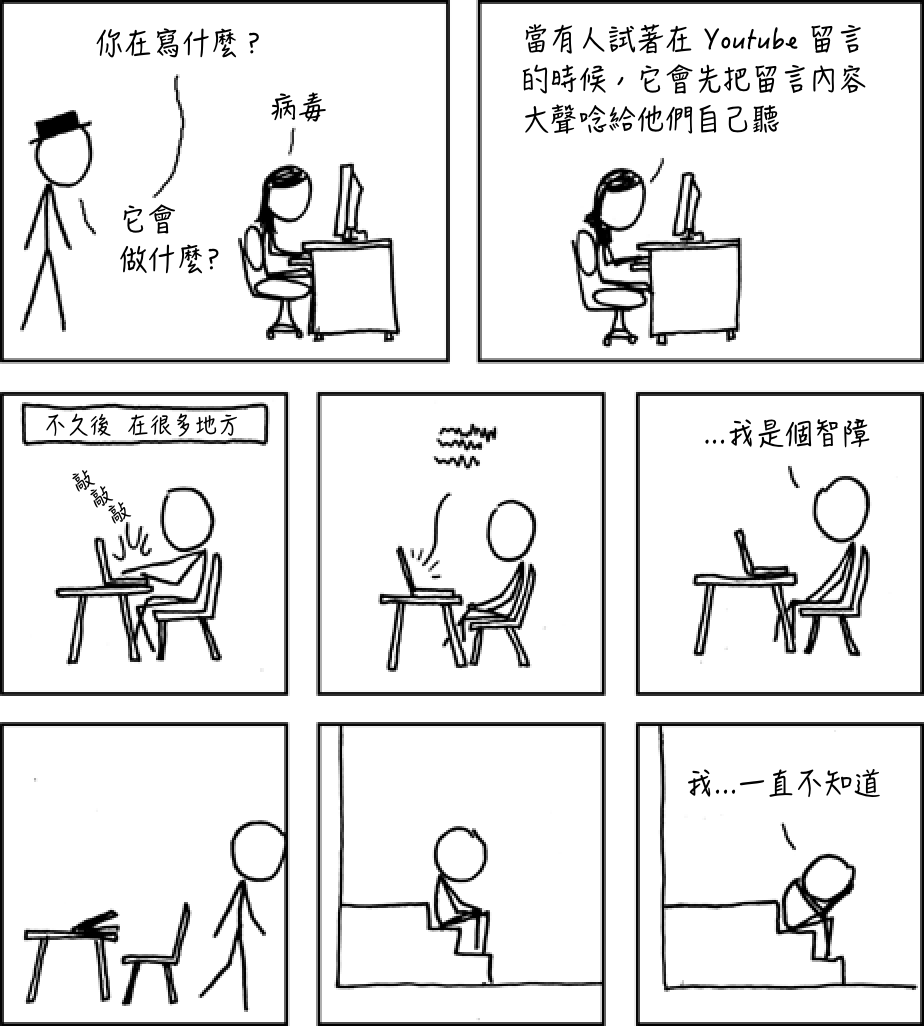 你在寫什麼？
病毒
它會
做什麼？
當有人試著在 Youtube 留言
的時候，它會先把留言內容
大聲唸給他們自己聽
不久後 在很多地方
敲
敲
敲
...我是個智障
我...一直不知道